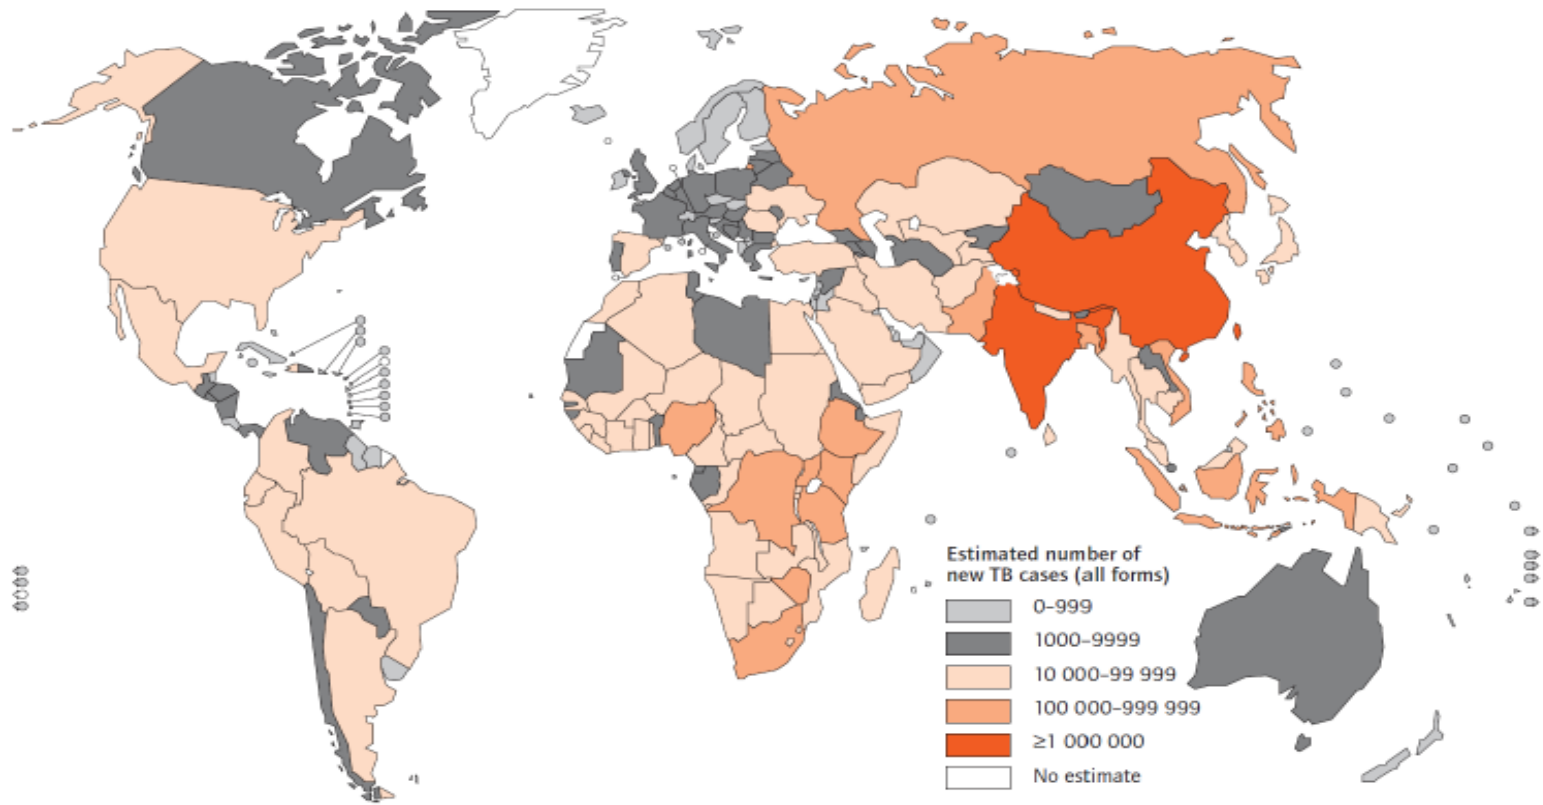 Estimated number of
new TB cases (all forms)
0–999
1000–9999
10 000–99 999
100 000–999 999
≥1 000 000
No estimate